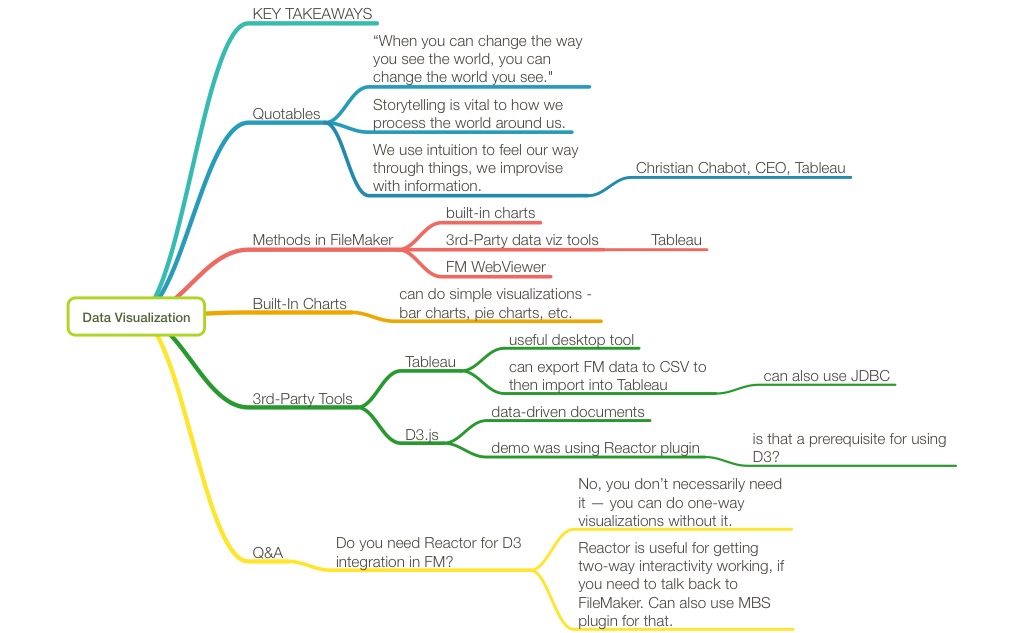 KEY TAKEAWAYS
“When you can change the way
you see the world, you can
change the world you see."
Quotables
Storytelling is vital to how we
process the world around us.
We use intuition to feel our way
through things, we improvise
with information.
Christian Chabot, CEO, Tableau
Methods in FileMaker
built-in charts
3rd-Party data viz tools
Tableau
FM WebViewer
Built-In Charts
can do simple visualizations -
bar charts, pie charts, etc.
Data Visualization
3rd-Party Tools
Tableau
useful desktop tool
can export FM data to CSV to
then import into Tableau
can also use JDBC
D3.js
data-driven documents
demo was using Reactor plugin
is that a prerequisite for using
D3?
Q&A
Do you need Reactor for D3
integration in FM?
No, you don’t necessarily need
it — you can do one-way
visualizations without it.
Reactor is useful for getting
two-way interactivity working, if
you need to talk back to
FileMaker. Can also use MBS
plugin for that.